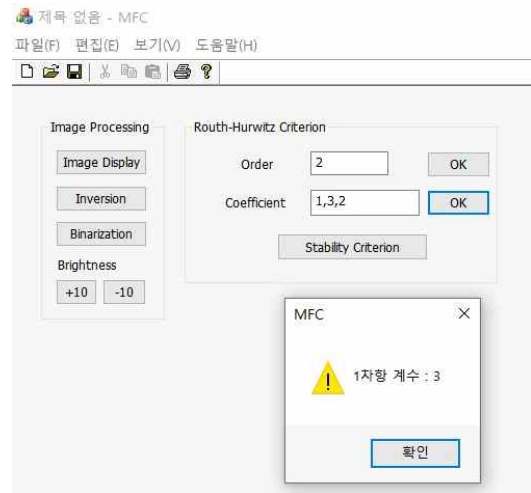 제목 없음 - MFC
파일(F) 편집(E) 보기(V) 도움말(H)
Image Processing
Image Display
Inversion
Binarization
Brightness
+10 -10
Routh-Hurwitz Criterion
Order 2 OK
Coefficient 1,3,2 OK
Stability Criterion
MFC
1차항 계수 : 3
확인